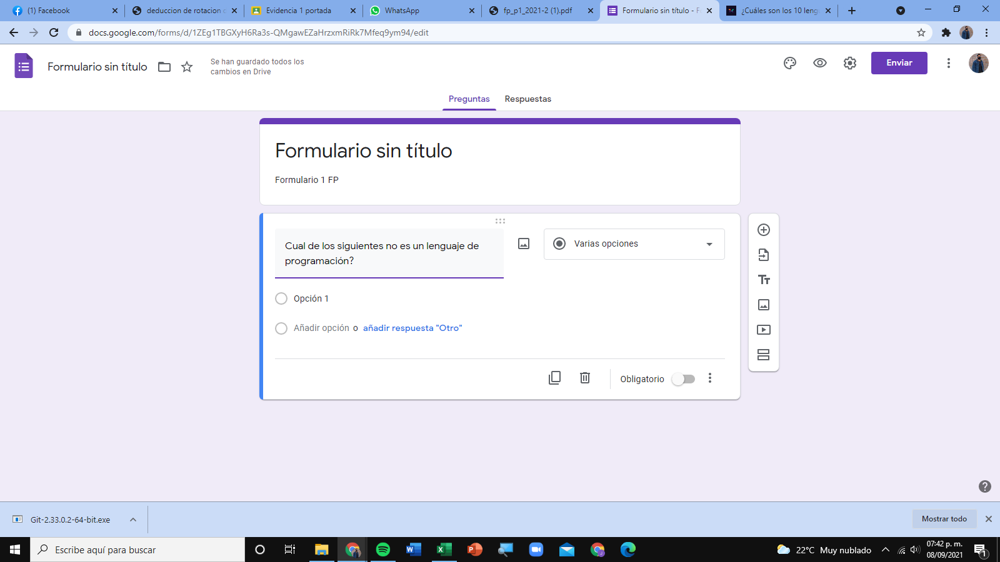 (1) Facebook
deduccion de rotacion
Evidencia 1 portada
WhatsApp
fp_p1_2021-2 (1).pdf
Formulario sin título -
¿Cuáles son los 10 leng
docs.google.com/forms/d/1ZEg1TBGXyH6Ra3s-QMgawEZaHrzxmRiRk7Mfeq9ym94/edit
Formulario sin título
Se han guardado todos los
cambios en Drive
Enviar
Preguntas
Respuestas
Formulario sin título
Formulario 1 FP
Cual de los siguientes no es un lenguaje de
programación?
Varias opciones
Opción 1
Añadir opción o añadir respuesta "Otro"
Obligatorio
Git-2.33.0.2-64-bit.exe
Mostrar todo
Escribe aquí para buscar
22°C Muy nublado
07:42 p. m.
08/09/2021
1